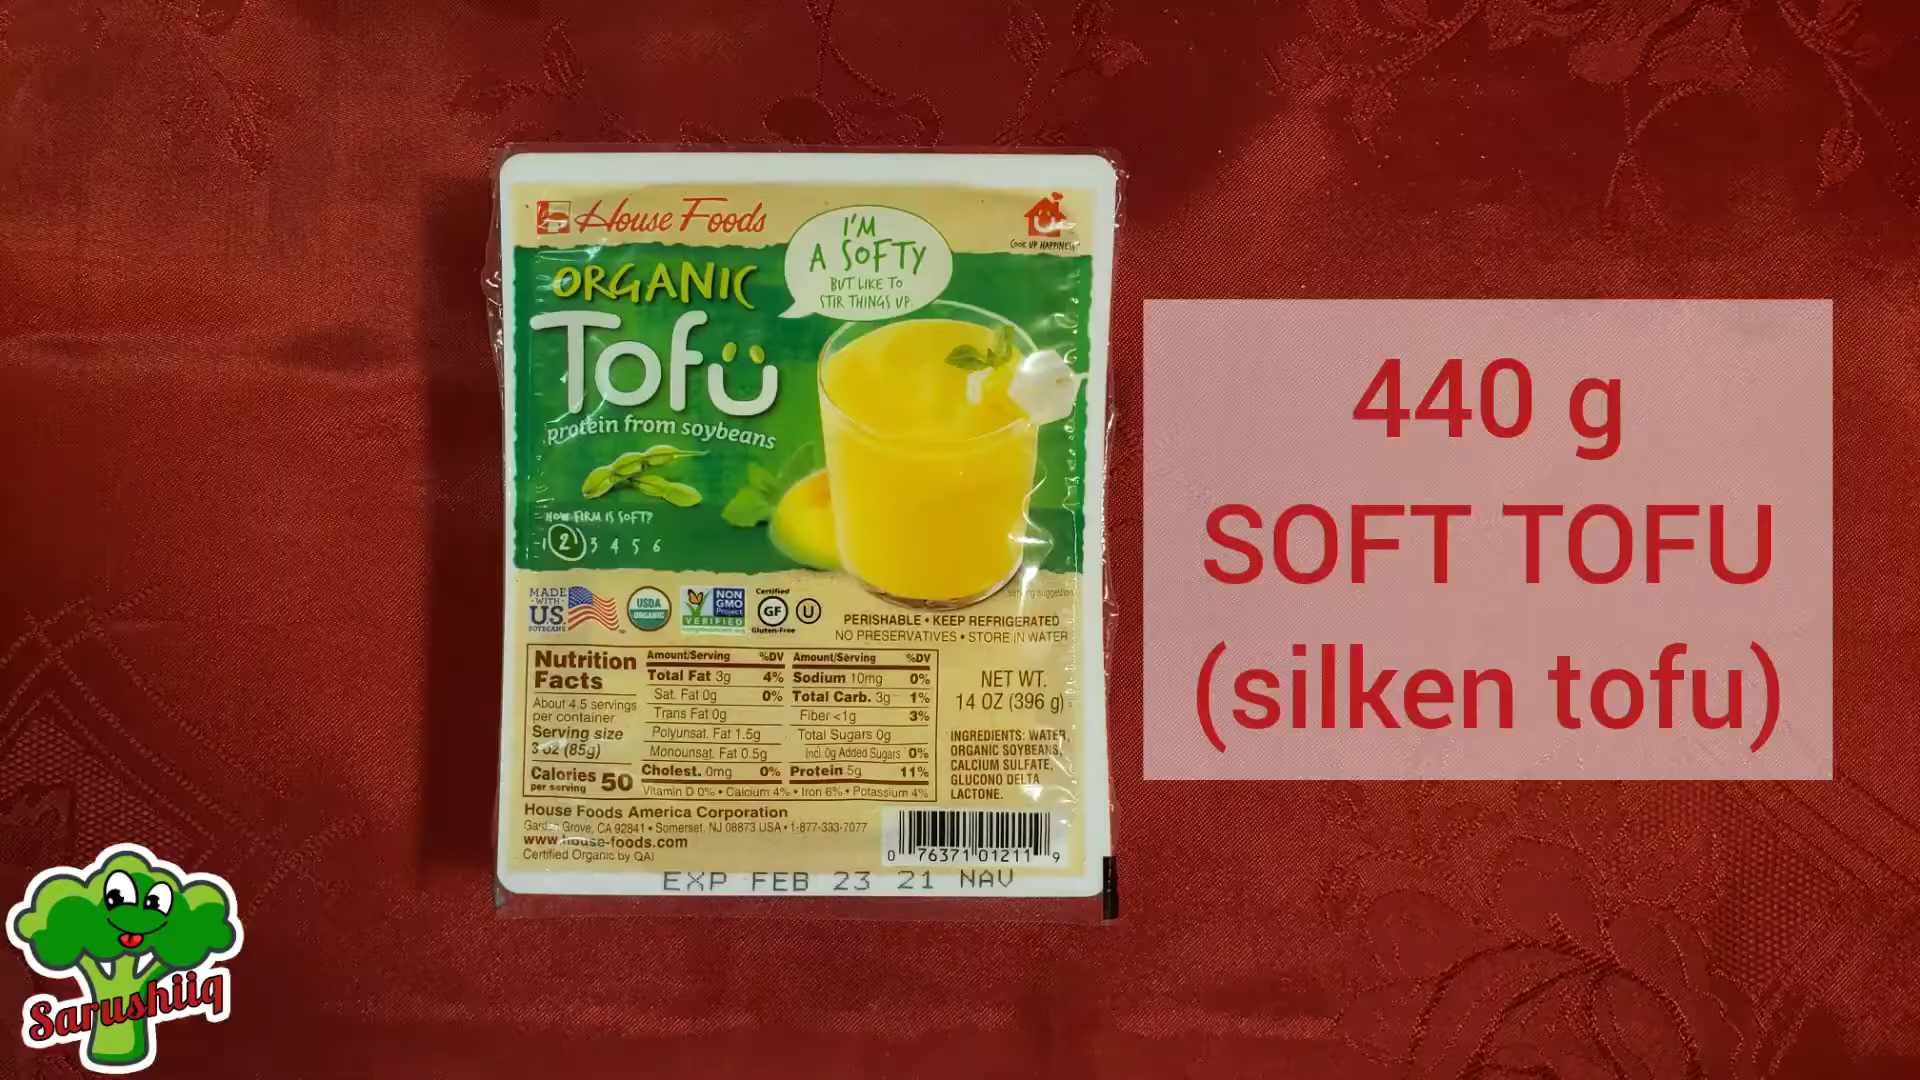 House Foods
I'M
A SOFTY
BUT LIKE TO
STIR THINGS UP.
COOK UP HAPPINESS
ORGANIC
Tofu
protein from soybeans
HOW FIRM IS SOFT?
1 2 3 4 5 6
MADE
-WITH-
U.S.
SOYBEANS
USDA
ORGANIC
NON
GMO
Project
VERIFIED
Certified
GF
Gluten-Free
U
serving suggestion
PERISHABLE • KEEP REFRIGERATED
NO PRESERVATIVES • STORE IN WATER
Nutrition
Facts
About 4.5 servings
per container
Serving size
3 oz (85g)
Calories 50
per serving
Amount/Serving %DV
Total Fat 3g 4%
Sat. Fat 0g 0%
Trans Fat 0g
Polyunsat. Fat 1.5g
Monounsat. Fat 0.5g
Cholest. 0mg 0%
Amount/Serving %DV
Sodium 10mg 0%
Total Carb. 3g 1%
Fiber <1g 3%
Total Sugars 0g
Incl. 0g Added Sugars 0%
Protein 5g 11%
Vitamin D 0% • Calcium 4% • Iron 6% • Potassium 4%
NET WT.
14 OZ (396 g)
INGREDIENTS: WATER,
ORGANIC SOYBEANS,
CALCIUM SULFATE,
GLUCONO DELTA
LACTONE.
House Foods America Corporation
Garden Grove, CA 92841 • Somerset, NJ 08873 USA • 1-877-333-7077
www.house-foods.com
Certified Organic by QAI
0 76371 01211 9
EXP FEB 23 21 NAV
440 g
SOFT TOFU
(silken tofu)
Sarushiiq